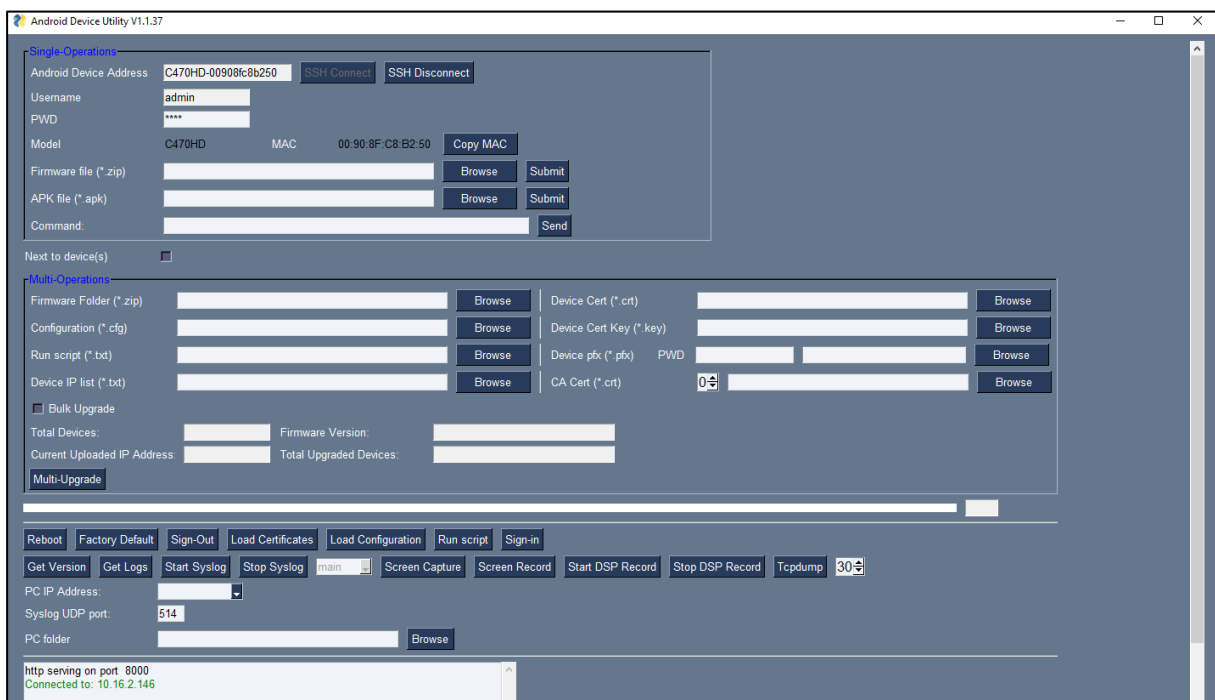 Android Device Utility V1.1.37
Single-Operations
Android Device Address C470HD-00908fc8b250 SSH Connect SSH Disconnect
Username admin
PWD ****
Model C470HD MAC 00:90:8F:C8:B2:50 Copy MAC
Firmware file (*.zip) Browse Submit
APK file (*.apk) Browse Submit
Command: Send
Next to device(s)
Multi-Operations
Firmware Folder (*.zip) Browse Device Cert (*.crt) Browse
Configuration (*.cfg) Browse Device Cert Key (*.key) Browse
Run script (*.txt) Browse Device pfx (*.pfx) PWD Browse
Device IP list (*.txt) Browse CA Cert (*.crt) 0 Browse
Bulk Upgrade
Total Devices: Firmware Version:
Current Uploaded IP Address: Total Upgraded Devices:
Multi-Upgrade
Reboot Factory Default Sign-Out Load Certificates Load Configuration Run script Sign-in
Get Version Get Logs Start Syslog Stop Syslog main Screen Capture Screen Record Start DSP Record Stop DSP Record Tcpdump 30
PC IP Address:
Syslog UDP port: 514
PC folder Browse
http serving on port 8000
Connected to: 10.16.2.146